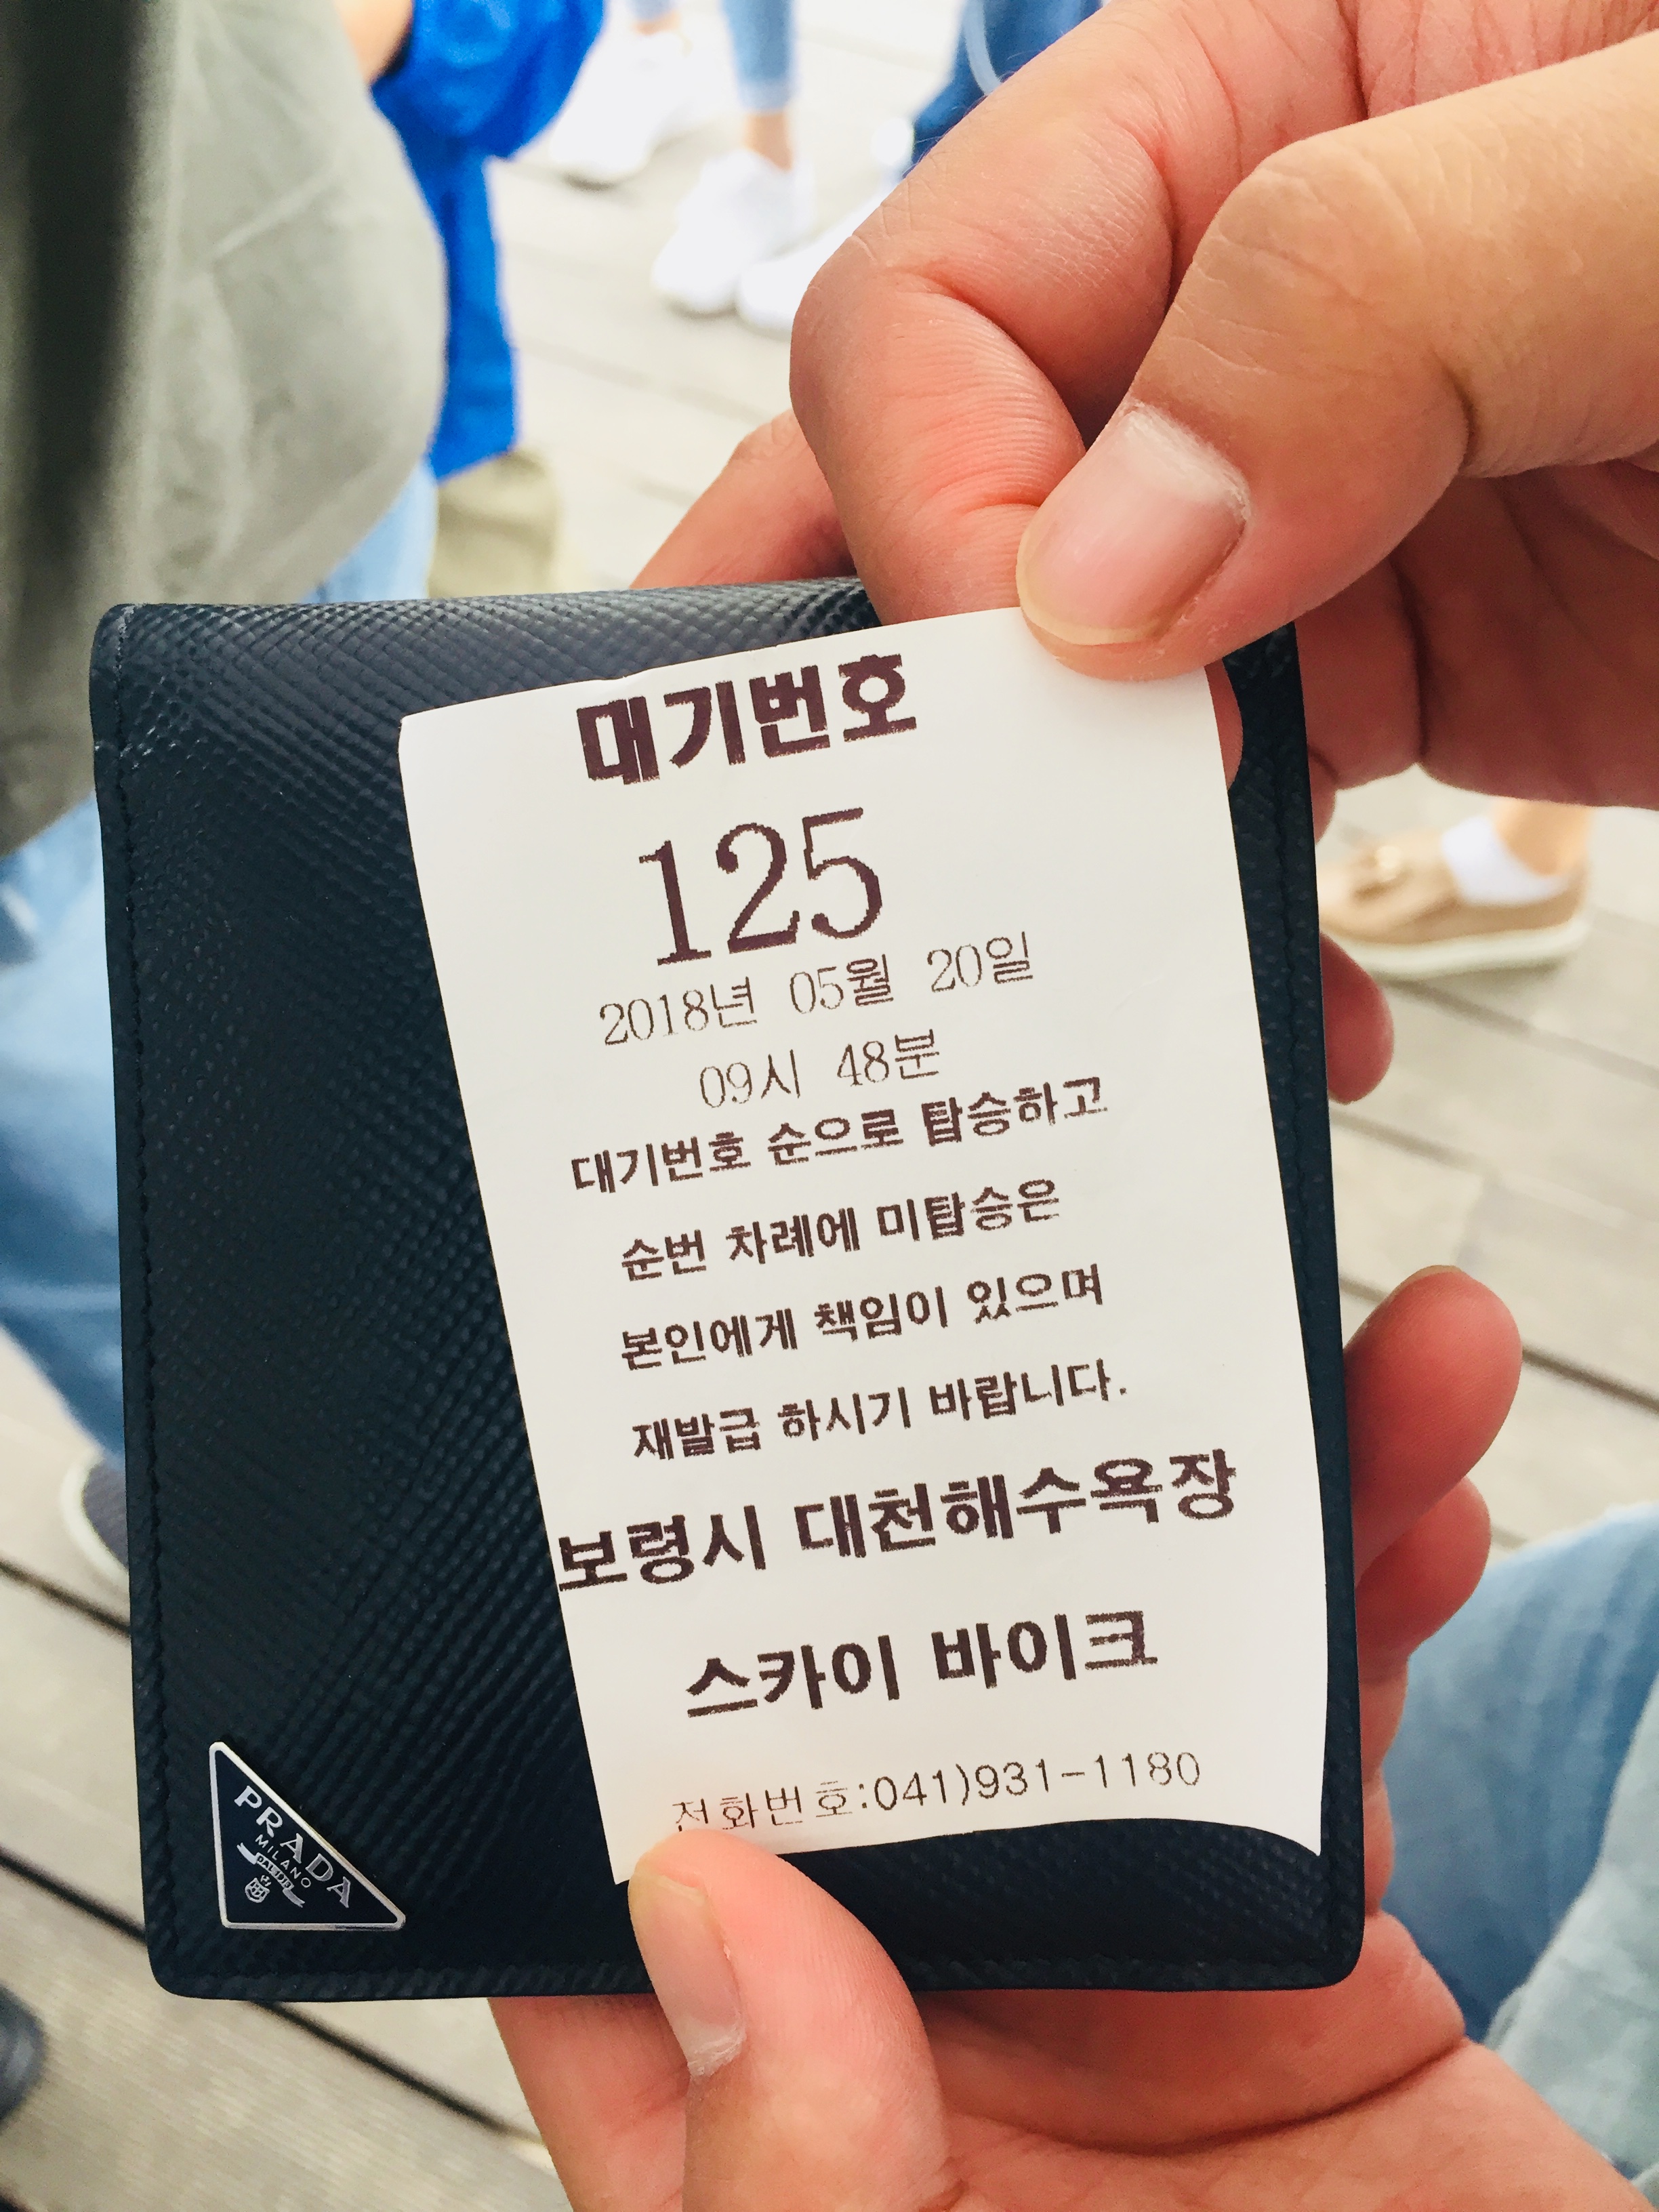 대기번호
125
2018년 05월 20일
09시 48분
대기번호 순으로 탑승하고
순번 차례에 미탑승은
본인에게 책임이 있으며
재발급 하시기 바랍니다.
보령시 대천해수욕장
스카이 바이크
전화번호:041)931-1180
PRADA
MILANO